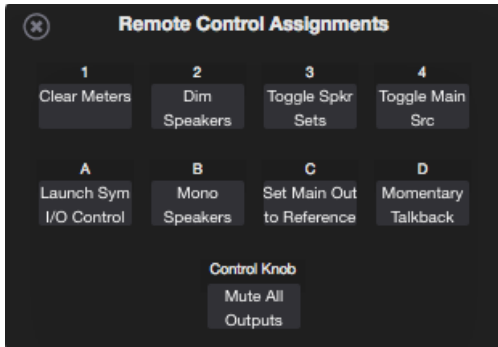 Remote Control Assignments
1 2 3 4
Clear Meters Dim Toggle Spkr Toggle Main
Speakers Sets Src
A B C D
Launch Sym Mono Set Main Out Momentary
I/O Control Speakers to Reference Talkback
Control Knob
Mute All
Outputs